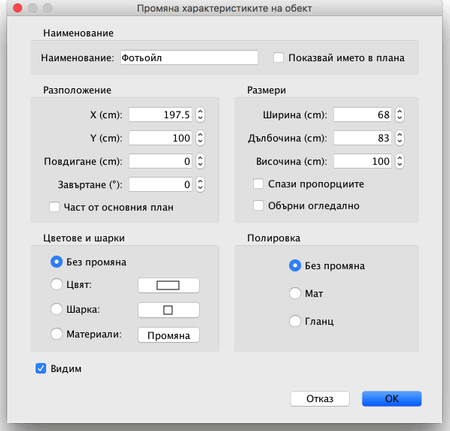 Промяна характеристиките на обект
Наименование
Наименование: Фотьойл Показвай името в плана
Разположение
X (cm): 197.5
Y (cm): 100
Повдигане (cm): 0
Завъртане (°): 0
Част от основния план
Размери
Ширина (cm): 68
Дълбочина (cm): 83
Височина (cm): 100
Спази пропорциите
Обърни огледално
Цветове и шарки
Без промяна
Цвят:
Шарка:
Материали: Промяна
Полировка
Без промяна
Мат
Гланц
Видим
Отказ OK